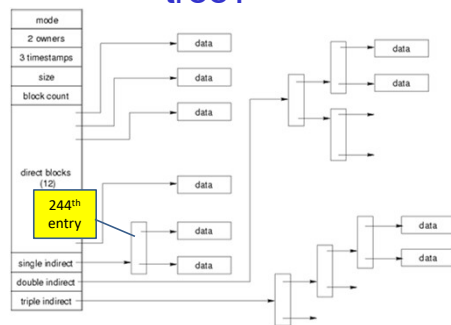 mode
2 owners
3 timestamps
size
block count
direct blocks
(12)
244th
entry
single indirect
double indirect
triple indirect
data
data
data
data
data
data
data
data
data
data